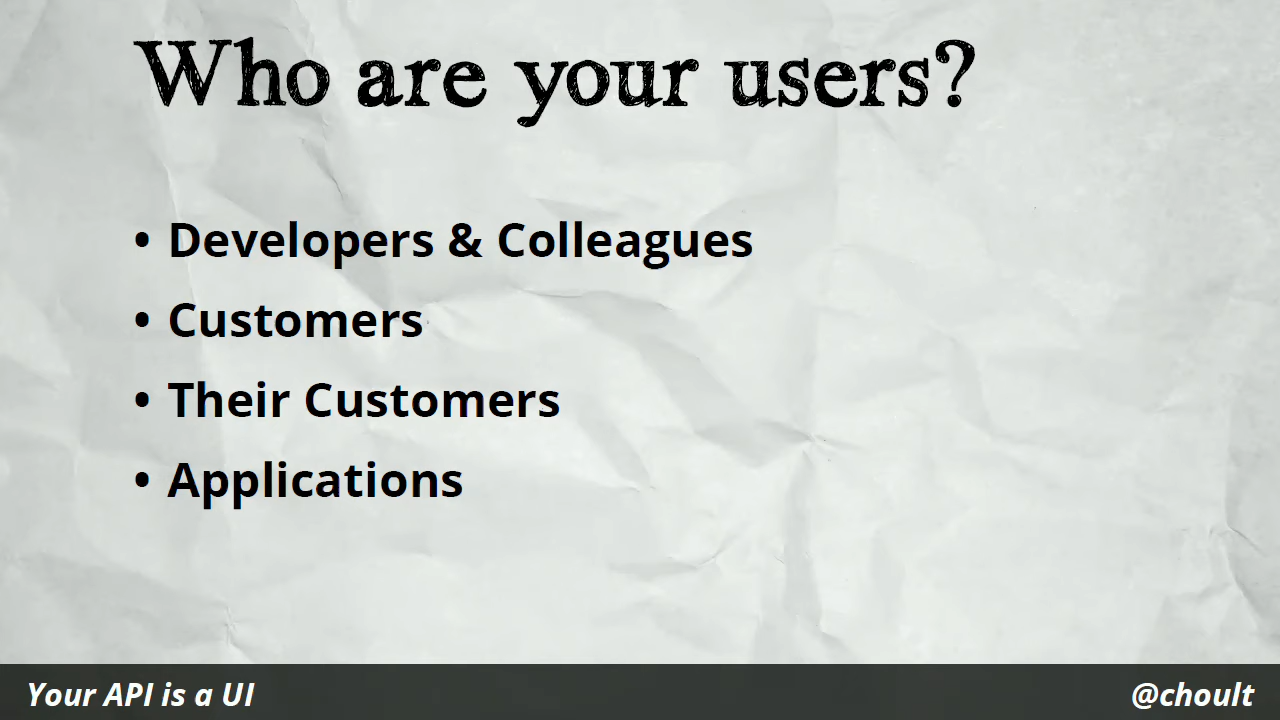 Who are your users?
• Developers & Colleagues
• Customers
• Their Customers
• Applications
Your API is a UI
@choult